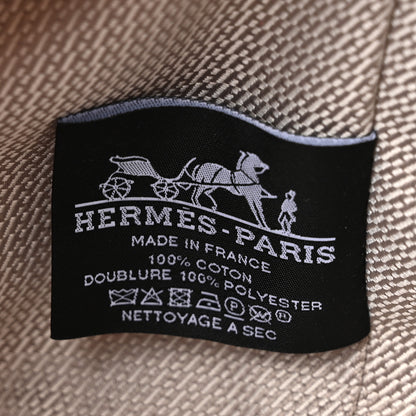 HERMES-PARIS
MADE IN FRANCE
100% COTON
DOUBLURE 100% POLYESTER
P W R
NETTOYAGE A SEC